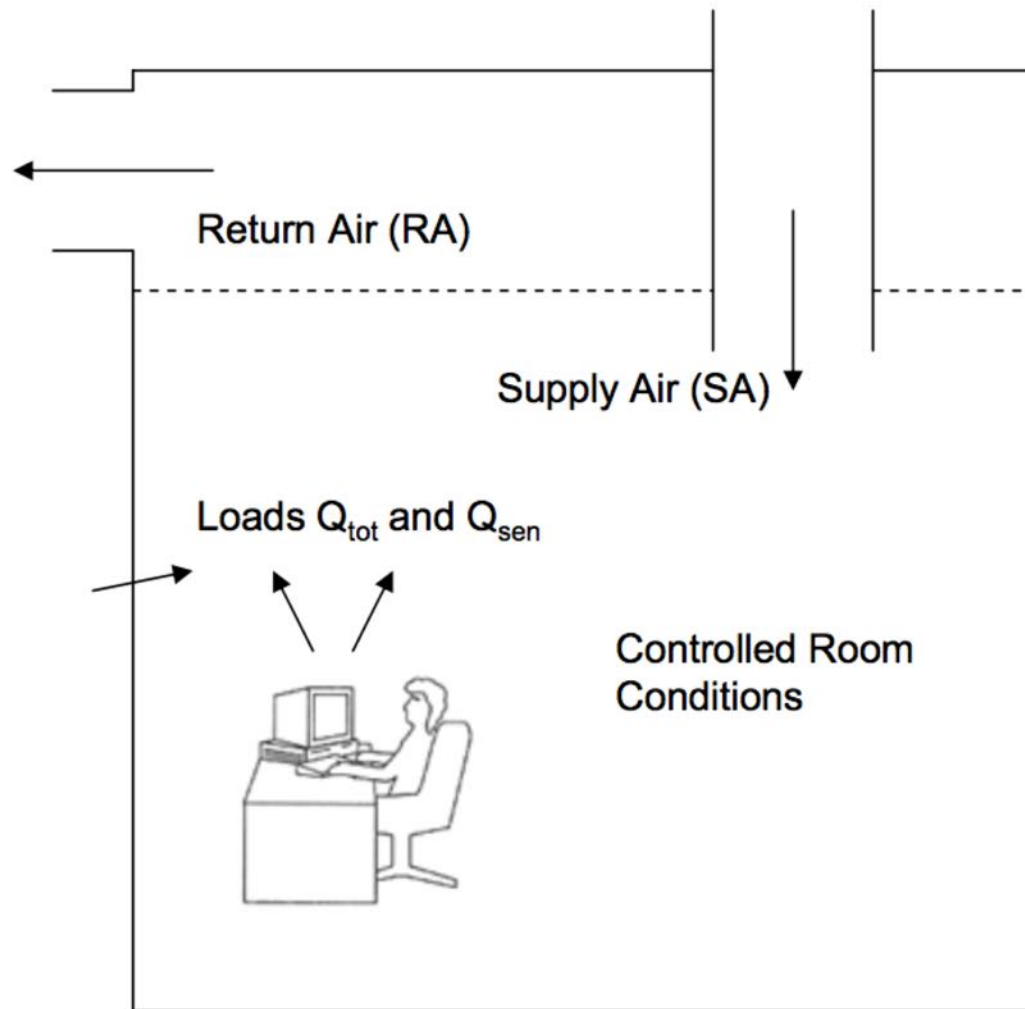 Return Air (RA)
Supply Air (SA)
Loads Qtot and Qsen
Controlled Room
Conditions